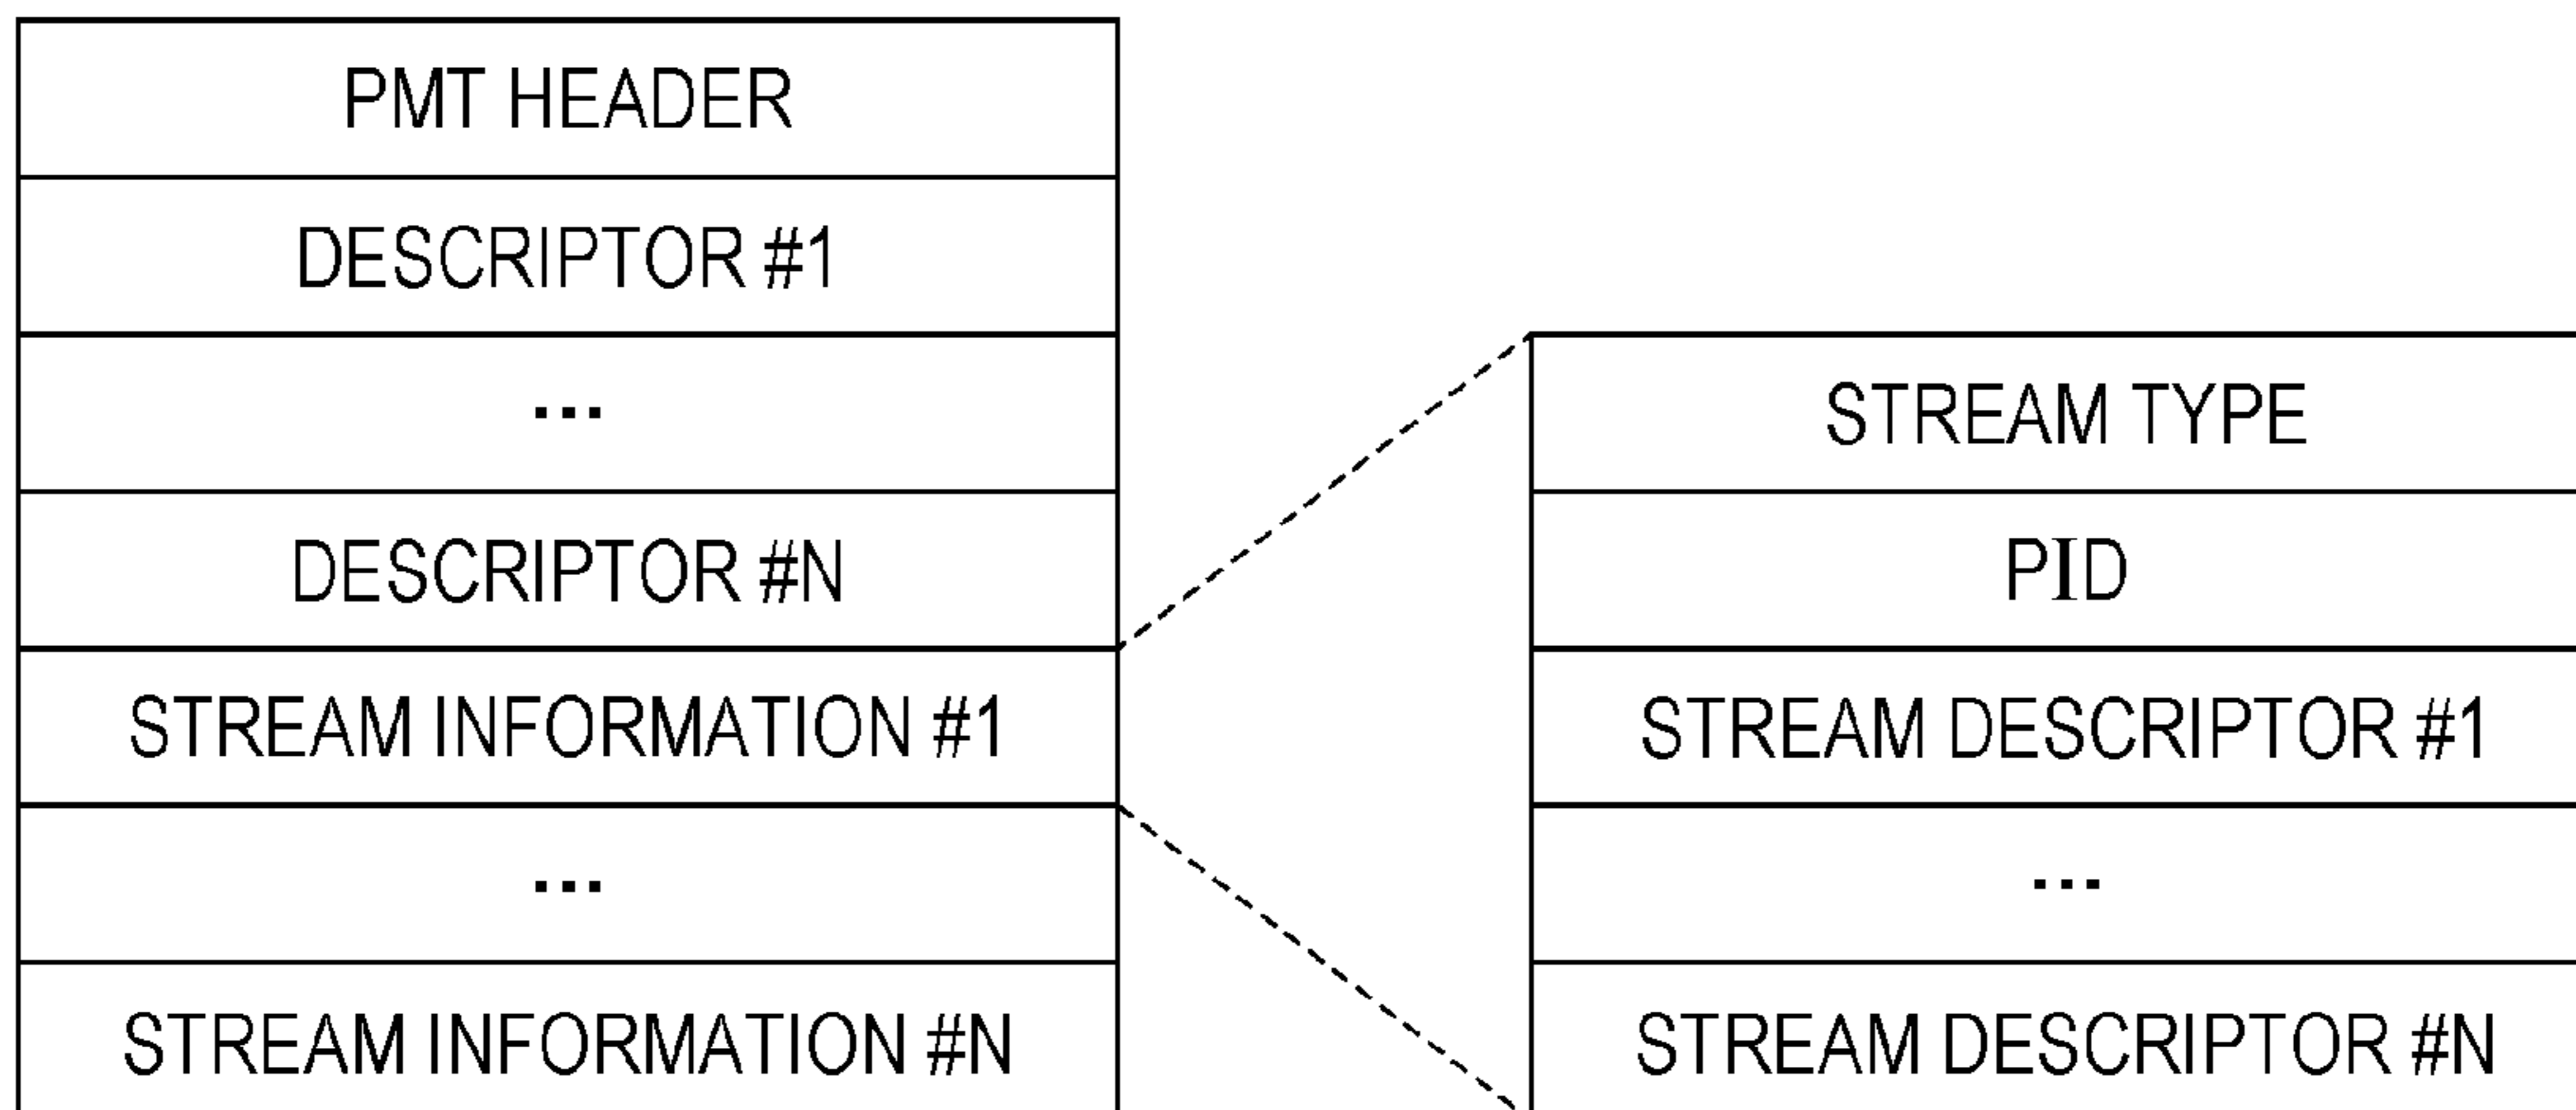 PMT HEADER
DESCRIPTOR #1
...
DESCRIPTOR #N
STREAM INFORMATION #1
...
STREAM INFORMATION #N
STREAM TYPE
PID
STREAM DESCRIPTOR #1
...
STREAM DESCRIPTOR #N